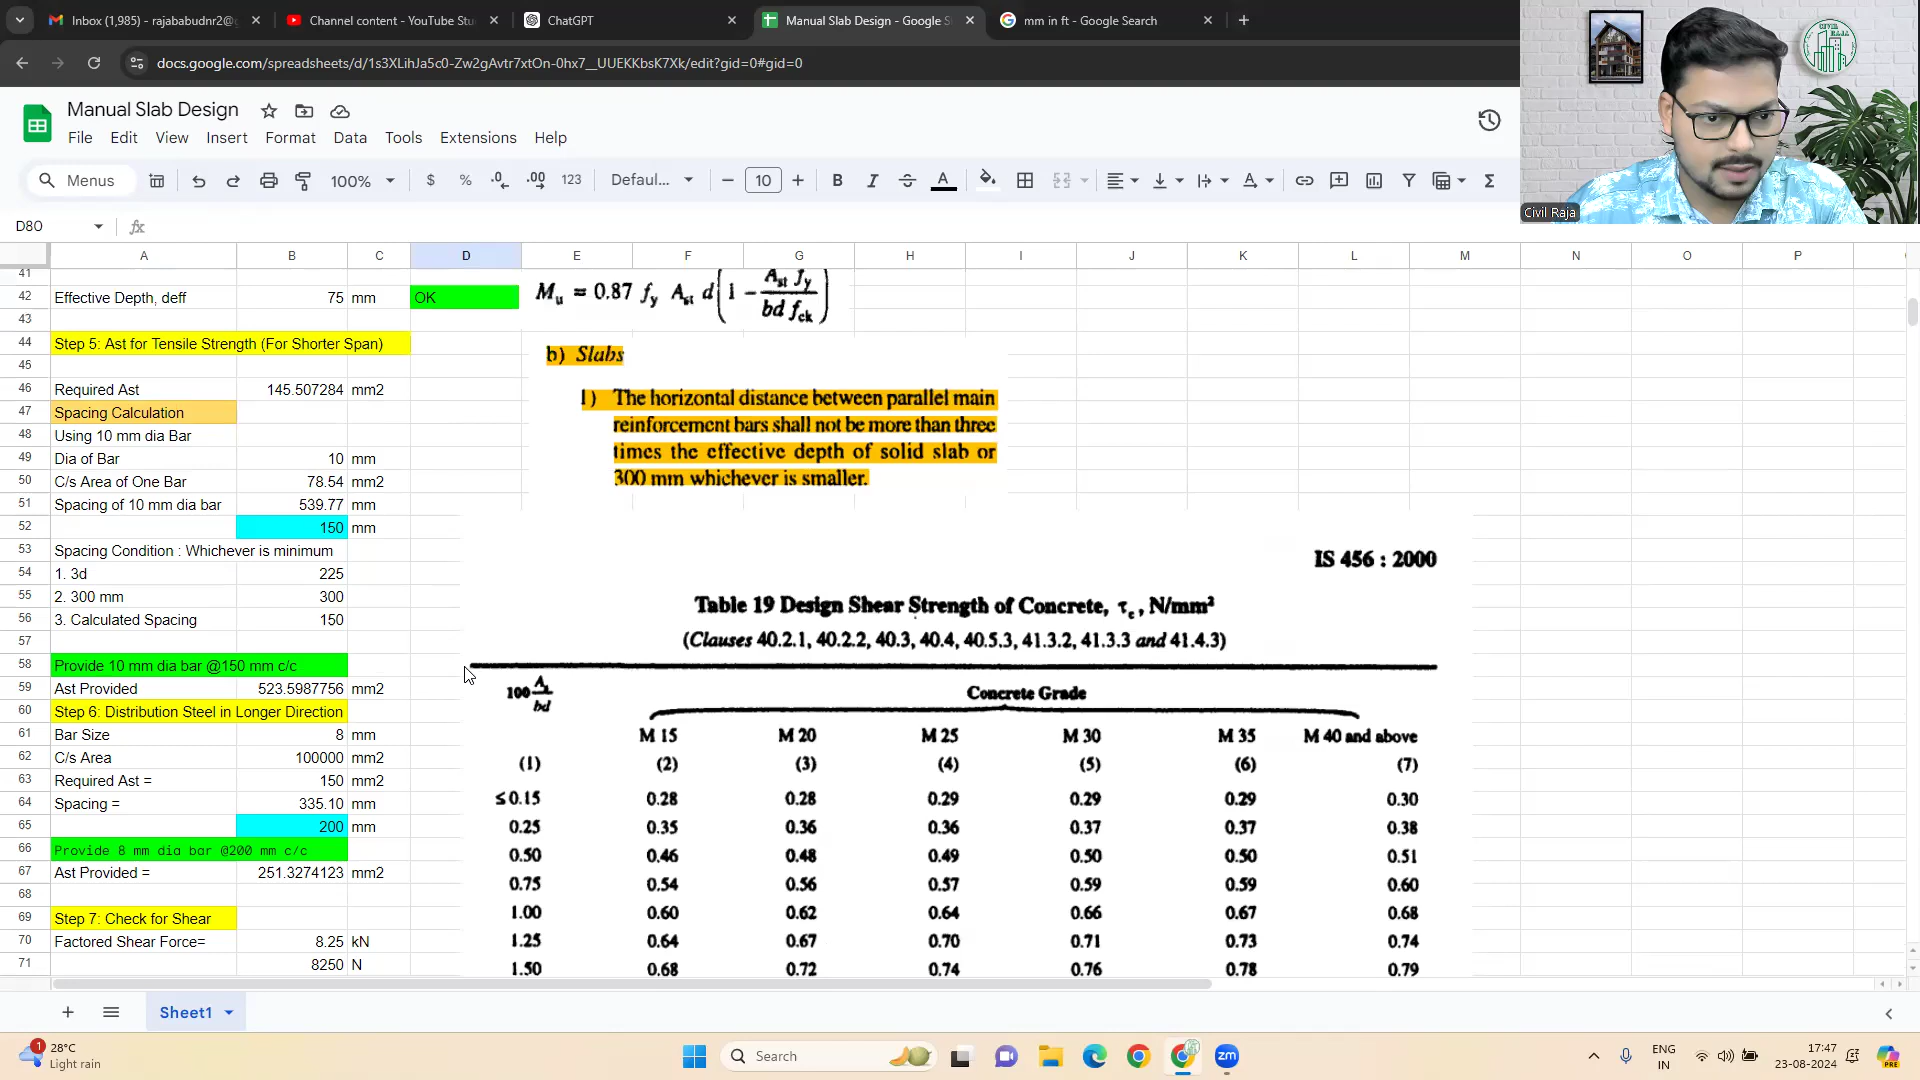 Inbox (1,985) - rajababudnr2@
Channel content - YouTube Stu
ChatGPT
Manual Slab Design - Google S
mm in ft - Google Search
docs.google.com/spreadsheets/d/1s3XLihJa5c0-Zw2gAvtr7xtOn-0hx7__UUEKKbsK7Xk/edit?gid=0#gid=0
Manual Slab Design
File Edit View Insert Format Data Tools Extensions Help
Menus 100% $ % .0 .00 123 Defaul... 10 B I A
Civil Raja
D80 fx
A B C D E F G H I J K L M N O P
41
42 Effective Depth, deff 75 mm OK
Mu = 0.87 fy Ast d(1 - Ast fy / bd fck)
43
44 Step 5: Ast for Tensile Strength (For Shorter Span)
b) Slabs
45
46 Required Ast 145.507284 mm2
1) The horizontal distance between parallel main
47 Spacing Calculation
reinforcement bars shall not be more than three
48 Using 10 mm dia Bar
times the effective depth of solid slab or
49 Dia of Bar 10 mm
300 mm whichever is smaller.
50 C/s Area of One Bar 78.54 mm2
51 Spacing of 10 mm dia bar 539.77 mm
52 150 mm
53 Spacing Condition : Whichever is minimum
IS 456 : 2000
54 1. 3d 225
55 2. 300 mm 300
Table 19 Design Shear Strength of Concrete, τc, N/mm²
56 3. Calculated Spacing 150
(Clauses 40.2.1, 40.2.2, 40.3, 40.4, 40.5.3, 41.3.2, 41.3.3 and 41.4.3)
57
58 Provide 10 mm dia bar @150 mm c/c
59 Ast Provided 523.5987756 mm2
100 As/bd Concrete Grade
60 Step 6: Distribution Steel in Longer Direction
61 Bar Size 8 mm
M 15 M 20 M 25 M 30 M 35 M 40 and above
62 C/s Area 100000 mm2
(1) (2) (3) (4) (5) (6) (7)
63 Required Ast = 150 mm2
≤ 0.15 0.28 0.28 0.29 0.29 0.29 0.30
64 Spacing = 335.10 mm
0.25 0.35 0.36 0.36 0.37 0.37 0.38
65 200 mm
66 Provide 8 mm dia bar @200 mm c/c
0.50 0.46 0.48 0.49 0.50 0.50 0.51
67 Ast Provided = 251.3274123 mm2
0.75 0.54 0.56 0.57 0.59 0.59 0.60
68
69 Step 7: Check for Shear
1.00 0.60 0.62 0.64 0.66 0.67 0.68
70 Factored Shear Force= 8.25 kN
1.25 0.64 0.67 0.70 0.71 0.73 0.74
71 8250 N
1.50 0.68 0.72 0.74 0.76 0.78 0.79
Sheet1
1 28°C
Light rain
Search
zm
ENG
IN
17:47
23-08-2024
PRE